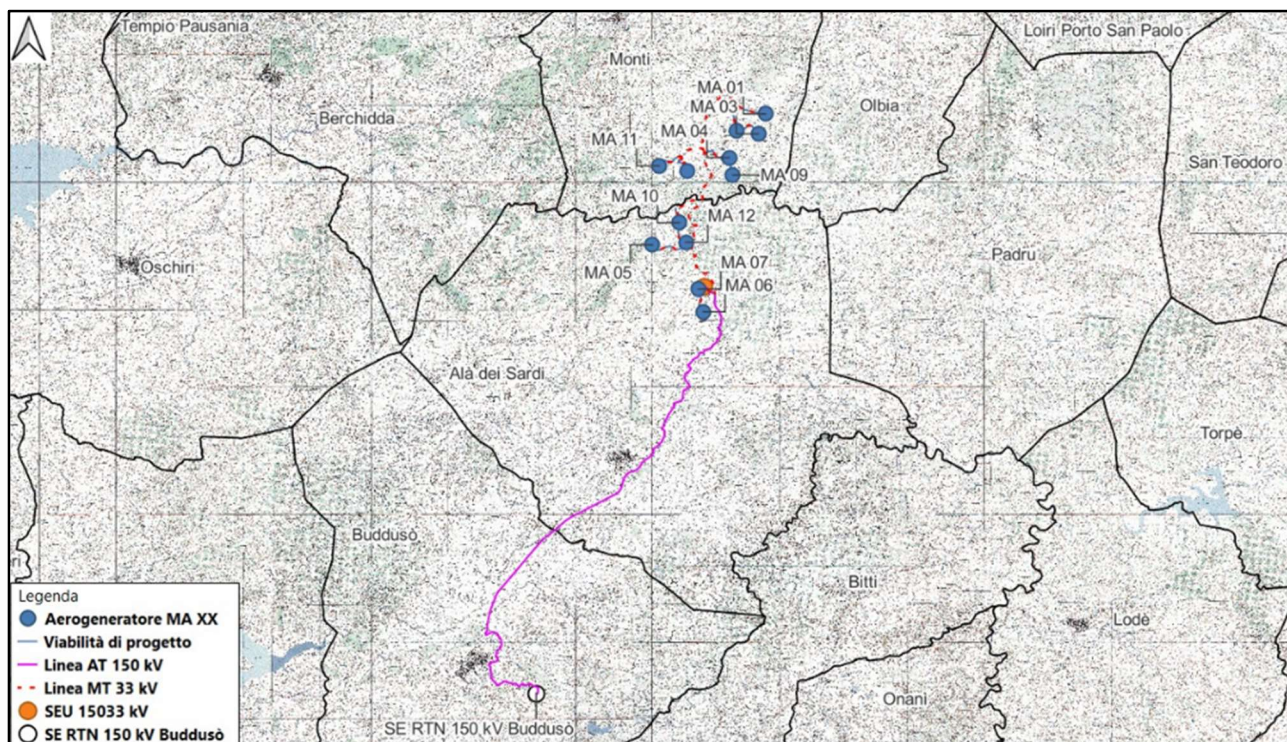 Tempio Pausania
Loiri Porto San Paolo
Monti
MA 01
MA 03
Olbia
Berchidda
MA 11
MA 04
San Teodoro
MA 09
MA 10
MA 12
Oschiri
Padru
MA 05
MA 07
MA 06
Alà dei Sardi
Torpè
Buddusò
Bitti
Lodè
Onanì
Legenda
Aerogeneratore MA XX
Viabilità di progetto
Linea AT 150 kV
Linea MT 33 kV
SEU 15033 kV
SE RTN 150 kV Buddusò
SE RTN 150 kV Buddusò